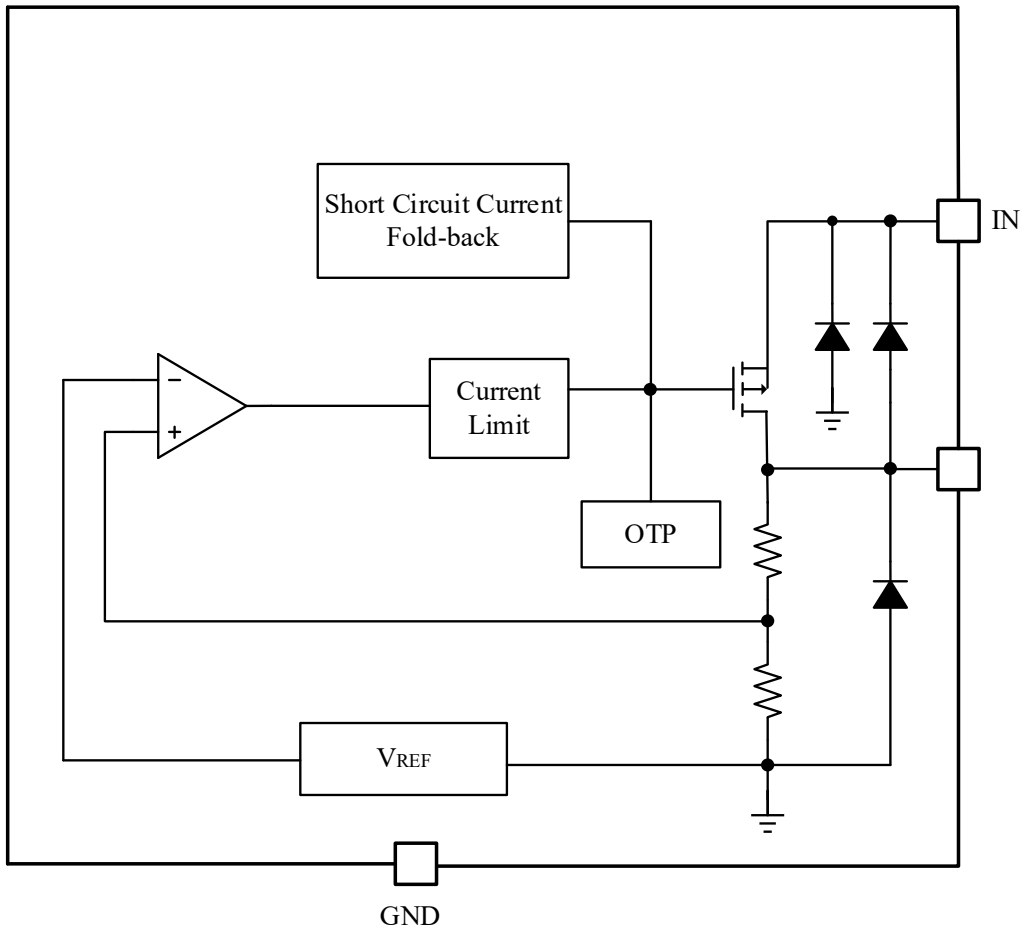 Short Circuit Current
Fold-back
IN
−
Current
Limit
+
OTP
VREF
GND